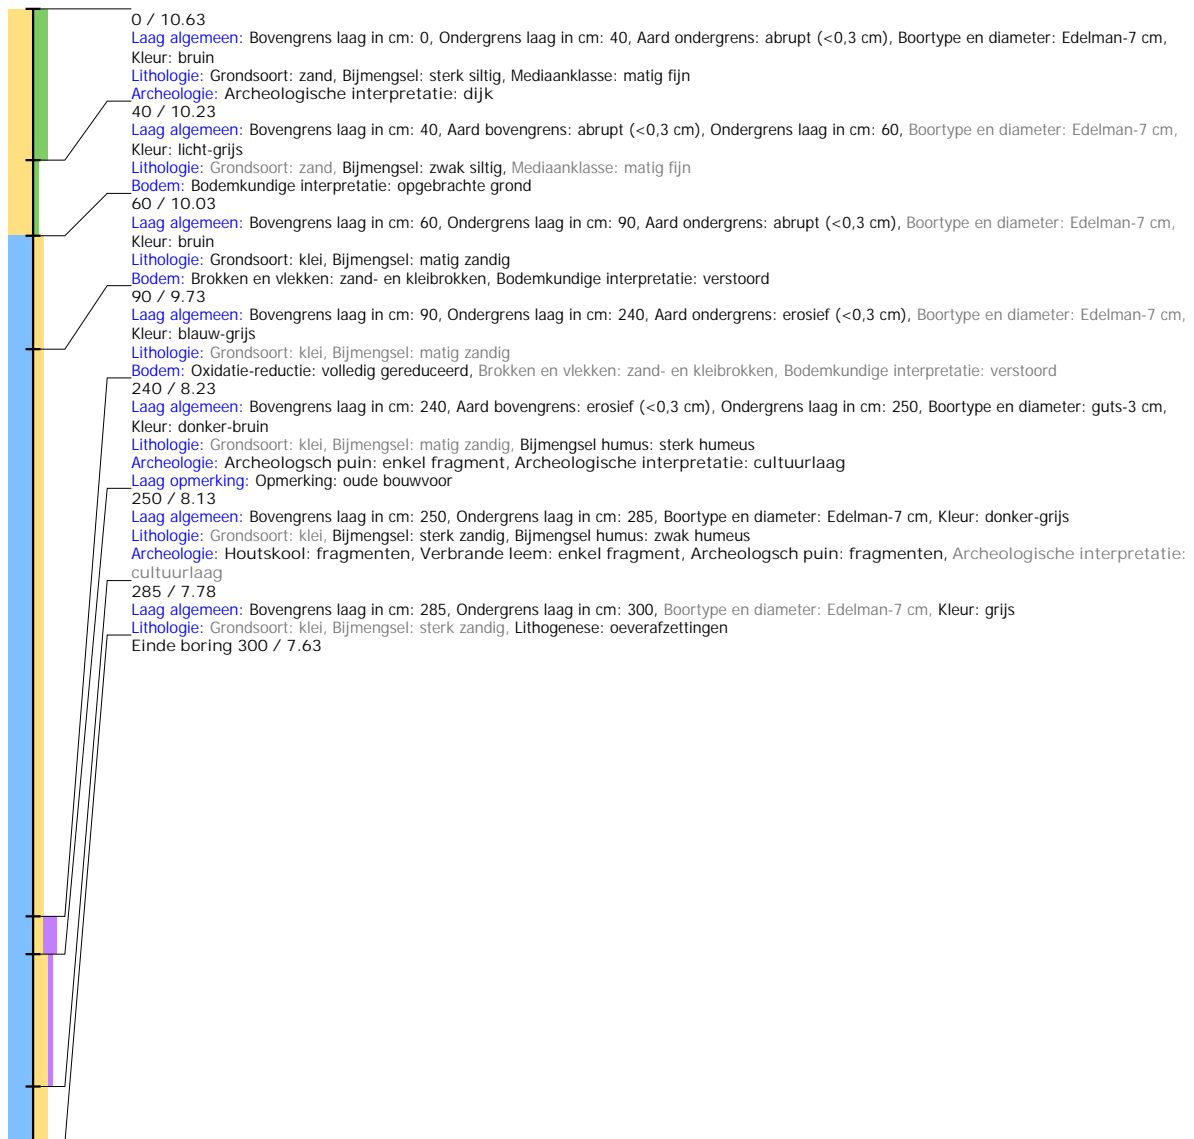 0 / 10.63
Laag algemeen: Bovengrens laag in cm: 0, Ondergrens laag in cm: 40, Aard ondergrens: abrupt (<0,3 cm), Boortype en diameter: Edelman-7 cm,
Kleur: bruin
Lithologie: Grondsoort: zand, Bijmengsel: sterk siltig, Mediaanklasse: matig fijn
Archeologie: Archeologische interpretatie: dijk
40 / 10.23
Laag algemeen: Bovengrens laag in cm: 40, Aard bovengrens: abrupt (<0,3 cm), Ondergrens laag in cm: 60, Boortype en diameter: Edelman-7 cm,
Kleur: licht-grijs
Lithologie: Grondsoort: zand, Bijmengsel: zwak siltig, Mediaanklasse: matig fijn
Bodem: Bodemkundige interpretatie: opgebrachte grond
60 / 10.03
Laag algemeen: Bovengrens laag in cm: 60, Ondergrens laag in cm: 90, Aard ondergrens: abrupt (<0,3 cm), Boortype en diameter: Edelman-7 cm,
Kleur: bruin
Lithologie: Grondsoort: klei, Bijmengsel: matig zandig
Bodem: Brokken en vlekken: zand- en kleibrokken, Bodemkundige interpretatie: verstoord
90 / 9.73
Laag algemeen: Bovengrens laag in cm: 90, Ondergrens laag in cm: 240, Aard ondergrens: erosief (<0,3 cm), Boortype en diameter: Edelman-7 cm,
Kleur: blauw-grijs
Lithologie: Grondsoort: klei, Bijmengsel: matig zandig
Bodem: Oxidatie-reductie: volledig gereduceerd, Brokken en vlekken: zand- en kleibrokken, Bodemkundige interpretatie: verstoord
240 / 8.23
Laag algemeen: Bovengrens laag in cm: 240, Aard bovengrens: erosief (<0,3 cm), Ondergrens laag in cm: 250, Boortype en diameter: guts-3 cm,
Kleur: donker-bruin
Lithologie: Grondsoort: klei, Bijmengsel: matig zandig, Bijmengsel humus: sterk humeus
Archeologie: Archeologsch puin: enkel fragment, Archeologische interpretatie: cultuurlaag
Laag opmerking: Opmerking: oude bouwvoor
250 / 8.13
Laag algemeen: Bovengrens laag in cm: 250, Ondergrens laag in cm: 285, Boortype en diameter: Edelman-7 cm, Kleur: donker-grijs
Lithologie: Grondsoort: klei, Bijmengsel: sterk zandig, Bijmengsel humus: zwak humeus
Archeologie: Houtskool: fragmenten, Verbrande leem: enkel fragment, Archeologsch puin: fragmenten, Archeologische interpretatie:
cultuurlaag
285 / 7.78
Laag algemeen: Bovengrens laag in cm: 285, Ondergrens laag in cm: 300, Boortype en diameter: Edelman-7 cm, Kleur: grijs
Lithologie: Grondsoort: klei, Bijmengsel: sterk zandig, Lithogenese: oeverafzettingen
Einde boring 300 / 7.63